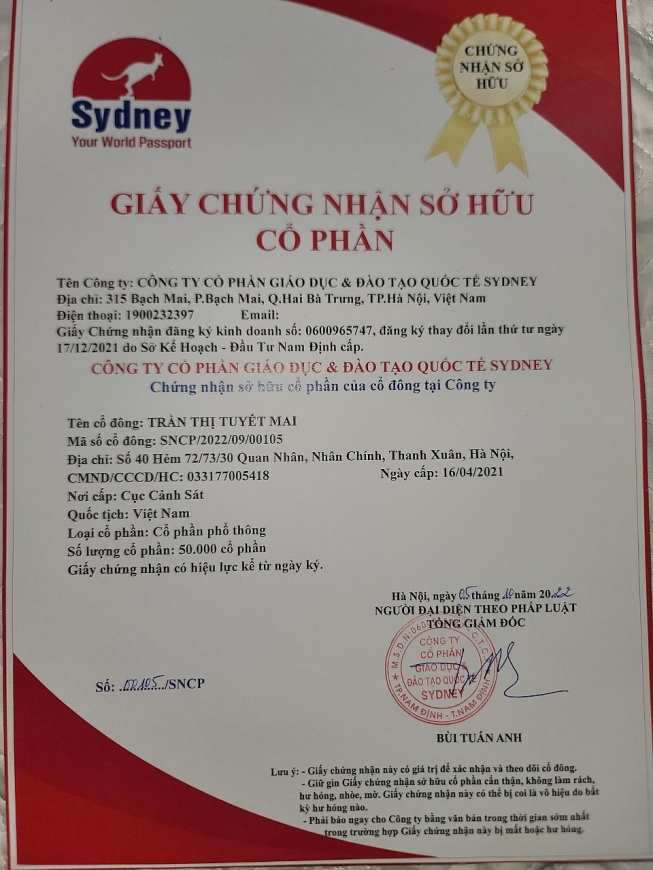 Sydney
Your World Passport
CHỨNG
NHẬN SỞ
HỮU
GIẤY CHỨNG NHẬN SỞ HỮU
CỔ PHẦN
Tên Công ty: CÔNG TY CỔ PHẦN GIÁO DỤC & ĐÀO TẠO QUỐC TẾ SYDNEY
Địa chỉ: 315 Bạch Mai, P.Bạch Mai, Q.Hai Bà Trưng, TP.Hà Nội, Việt Nam
Điện thoại: 1900232397 Email:
Giấy Chứng nhận đăng ký kinh doanh số: 0600965747, đăng ký thay đổi lần thứ tư ngày
17/12/2021 do Sở Kế Hoạch - Đầu Tư Nam Định cấp.
CÔNG TY CỔ PHẦN GIÁO DỤC & ĐÀO TẠO QUỐC TẾ SYDNEY
Chứng nhận sở hữu cổ phần của cổ đông tại Công ty
Tên cổ đông: TRẦN THỊ TUYẾT MAI
Mã số cổ đông: SNCP/2022/09/00105
Địa chỉ: Số 40 Hẻm 72/73/30 Quan Nhân, Nhân Chính, Thanh Xuân, Hà Nội,
CMND/CCCD/HC: 033177005418 Ngày cấp: 16/04/2021
Nơi cấp: Cục Cảnh Sát
Quốc tịch: Việt Nam
Loại cổ phần: Cổ phần phổ thông
Số lượng cổ phần: 50.000 cổ phần
Giấy chứng nhận có hiệu lực kể từ ngày ký.
Hà Nội, ngày 05 tháng 10 năm 2022
NGƯỜI ĐẠI DIỆN THEO PHÁP LUẬT
TỔNG GIÁM ĐỐC
CÔNG TY
CỔ PHẦN
GIÁO DỤC &
ĐÀO TẠO QUỐC TẾ
SYDNEY
TP.NAM ĐỊNH - T.NAM ĐỊNH
Số: 00105/SNCP
BÙI TUẤN ANH
Lưu ý: - Giấy chứng nhận này có giá trị để xác nhận và theo dõi cổ đông.
- Giữ gìn Giấy chứng nhận sở hữu cổ phần cẩn thận, không làm rách,
hư hỏng, nhòe, mờ. Giấy chứng nhận này có thể bị coi là vô hiệu do bất
kỳ hư hỏng nào.
- Phải báo ngay cho Công ty bằng văn bản trong thời gian sớm nhất
trong trường hợp Giấy chứng nhận này bị mất hoặc hư hỏng.